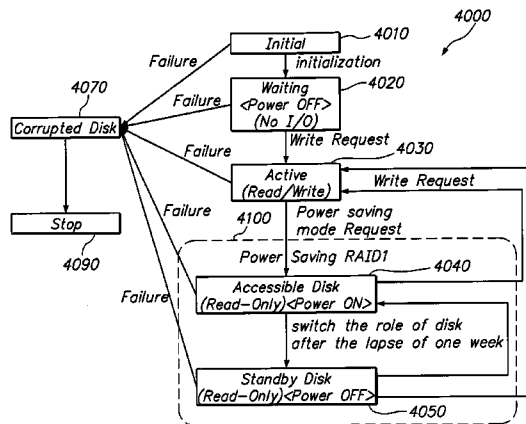 4000
4010
Initial
Failure
initialization
4070
4020
Waiting
<Power OFF>
(No I/O)
Failure
Corrupted Disk
Write Request
4030
Failure
Active
(Read/Write)
Write Request
Stop
4090
Failure
4100
Power saving
mode Request
Power Saving RAID1
4040
Accessible Disk
(Read-Only)<Power ON>
Failure
switch the role of disk
after the lapse of one week
Standby Disk
(Read-Only)<Power OFF>
4050